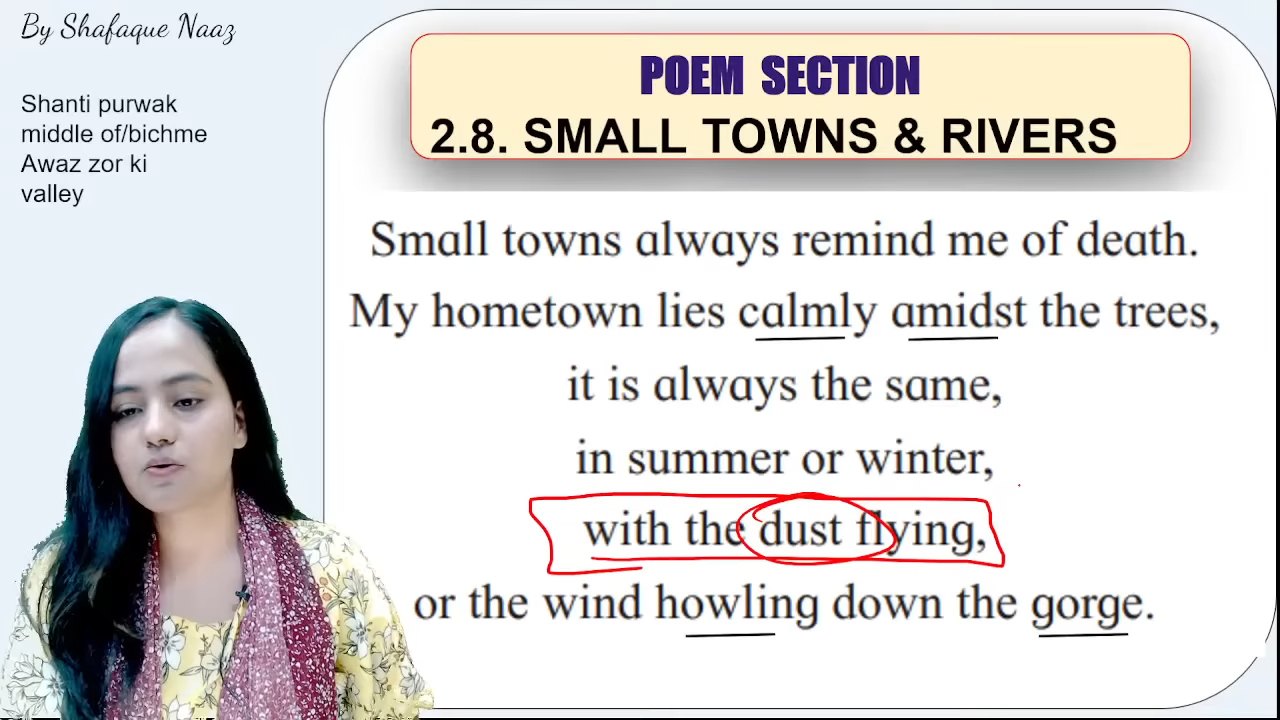 By Shafaque Naaz
Shanti purwak
middle of/bichme
Awaz zor ki
valley
POEM SECTION
2.8. SMALL TOWNS & RIVERS
Small towns always remind me of death.
My hometown lies calmly amidst the trees,
it is always the same,
in summer or winter,
with the dust flying,
or the wind howling down the gorge.